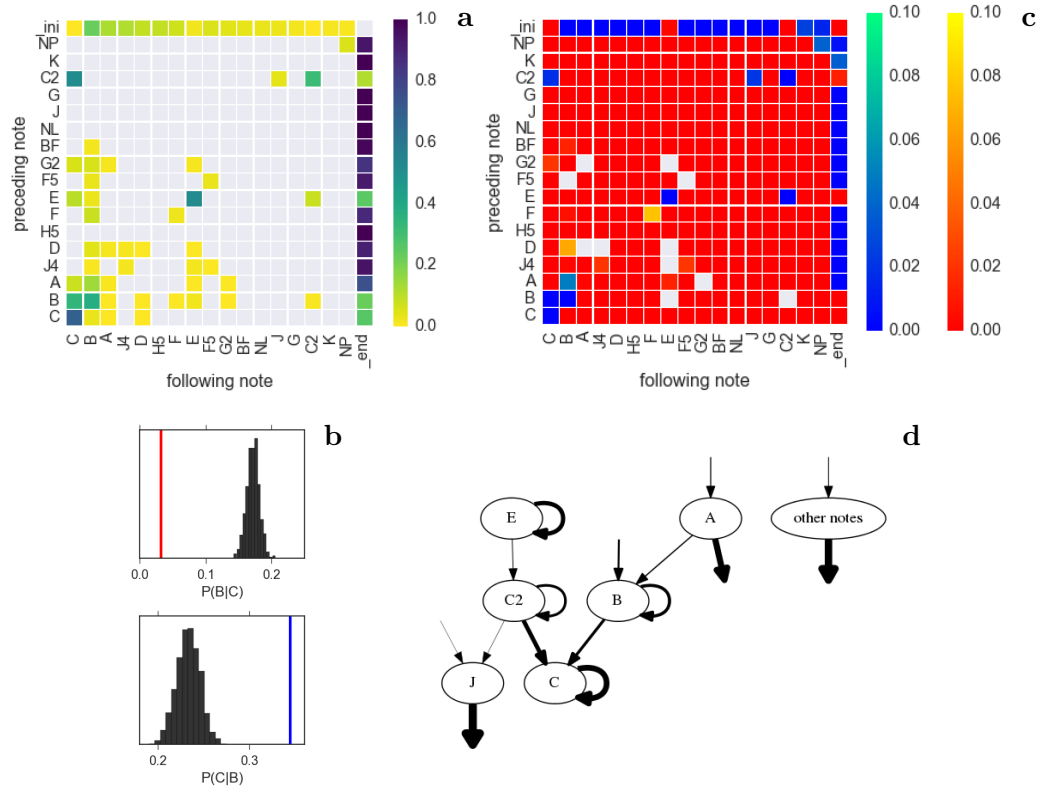 a
_ini
NP
K
C2
G
J
NL
BF
G2
F5
E
F
H5
D
J4
A
B
C
preceding note
C B A J4 D H5 F E F5 G2 BF NL J G C2 K NP _end
following note
1.0
0.8
0.6
0.4
0.2
0.0
c
_ini
NP
K
C2
G
J
NL
BF
G2
F5
E
F
H5
D
J4
A
B
C
preceding note
C B A J4 D H5 F E F5 G2 BF NL J G C2 K NP _end
following note
0.10 0.10
0.08 0.08
0.06 0.06
0.04 0.04
0.02 0.02
0.00 0.00
b
0.0 0.1 0.2
P(B|C)
0.2 0.3
P(C|B)
d
E A other notes
C2 B
J C